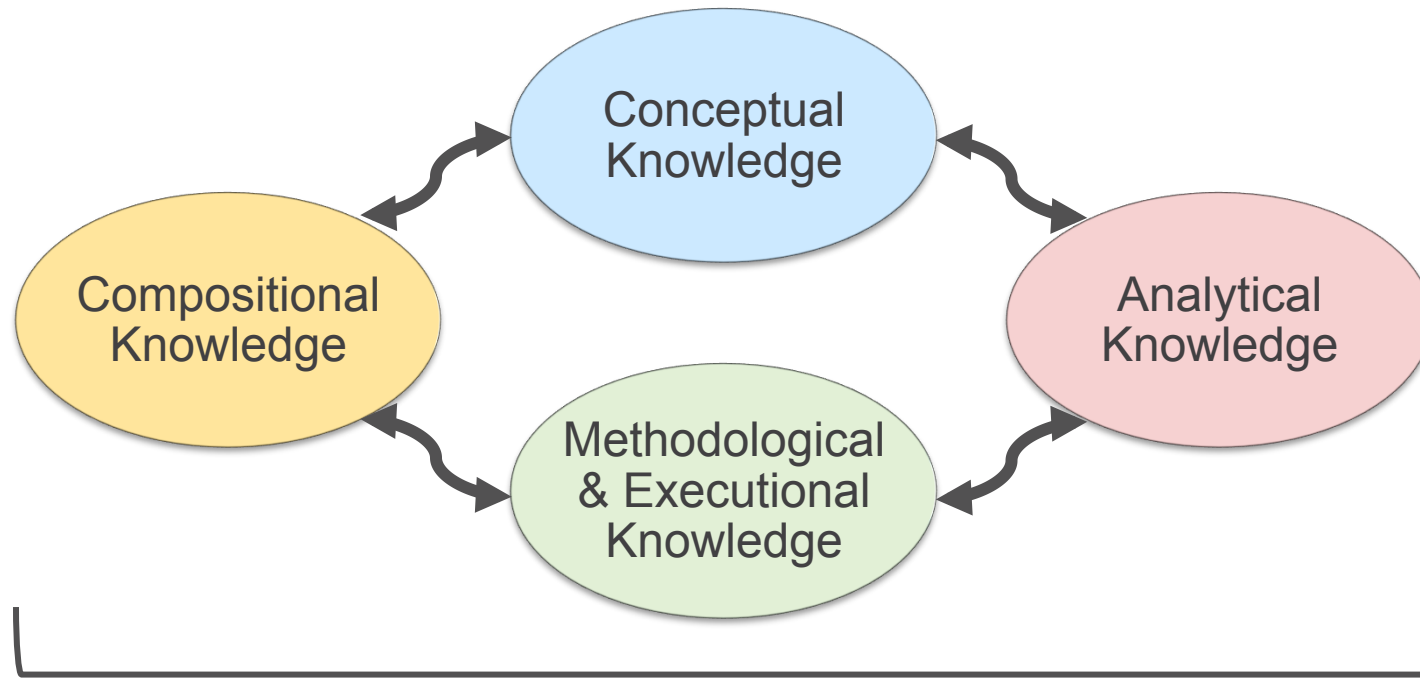 Conceptual
Knowledge
Compositional
Knowledge
Analytical
Knowledge
Methodological
& Executional
Knowledge